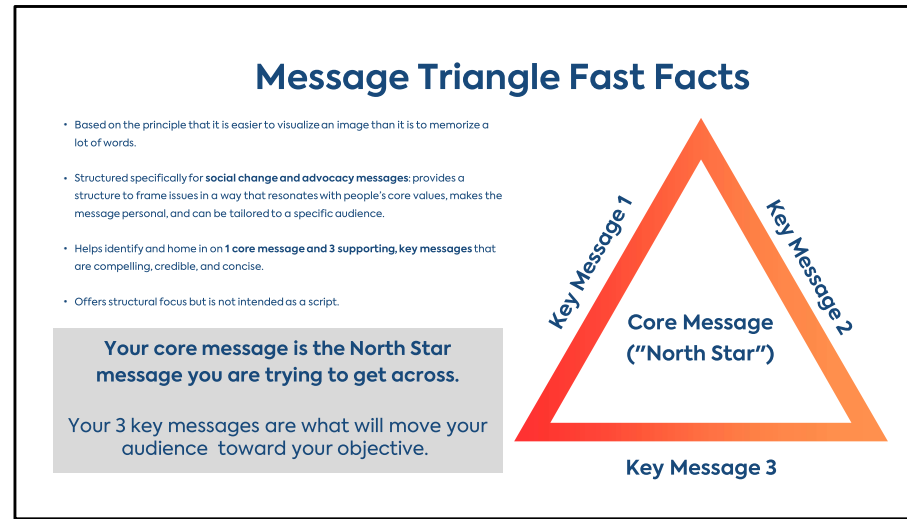 Message Triangle Fast Facts
• Based on the principle that it is easier to visualize an image than it is to memorize a
lot of words.
• Structured specifically for social change and advocacy messages: provides a
structure to frame issues in a way that resonates with people's core values, makes the
message personal, and can be tailored to a specific audience.
• Helps identify and home in on 1 core message and 3 supporting, key messages that
are compelling, credible, and concise.
• Offers structural focus but is not intended as a script.
Your core message is the North Star
message you are trying to get across.
Your 3 key messages are what will move your
audience toward your objective.
Key Message 1
Key Message 2
Core Message
("North Star")
Key Message 3